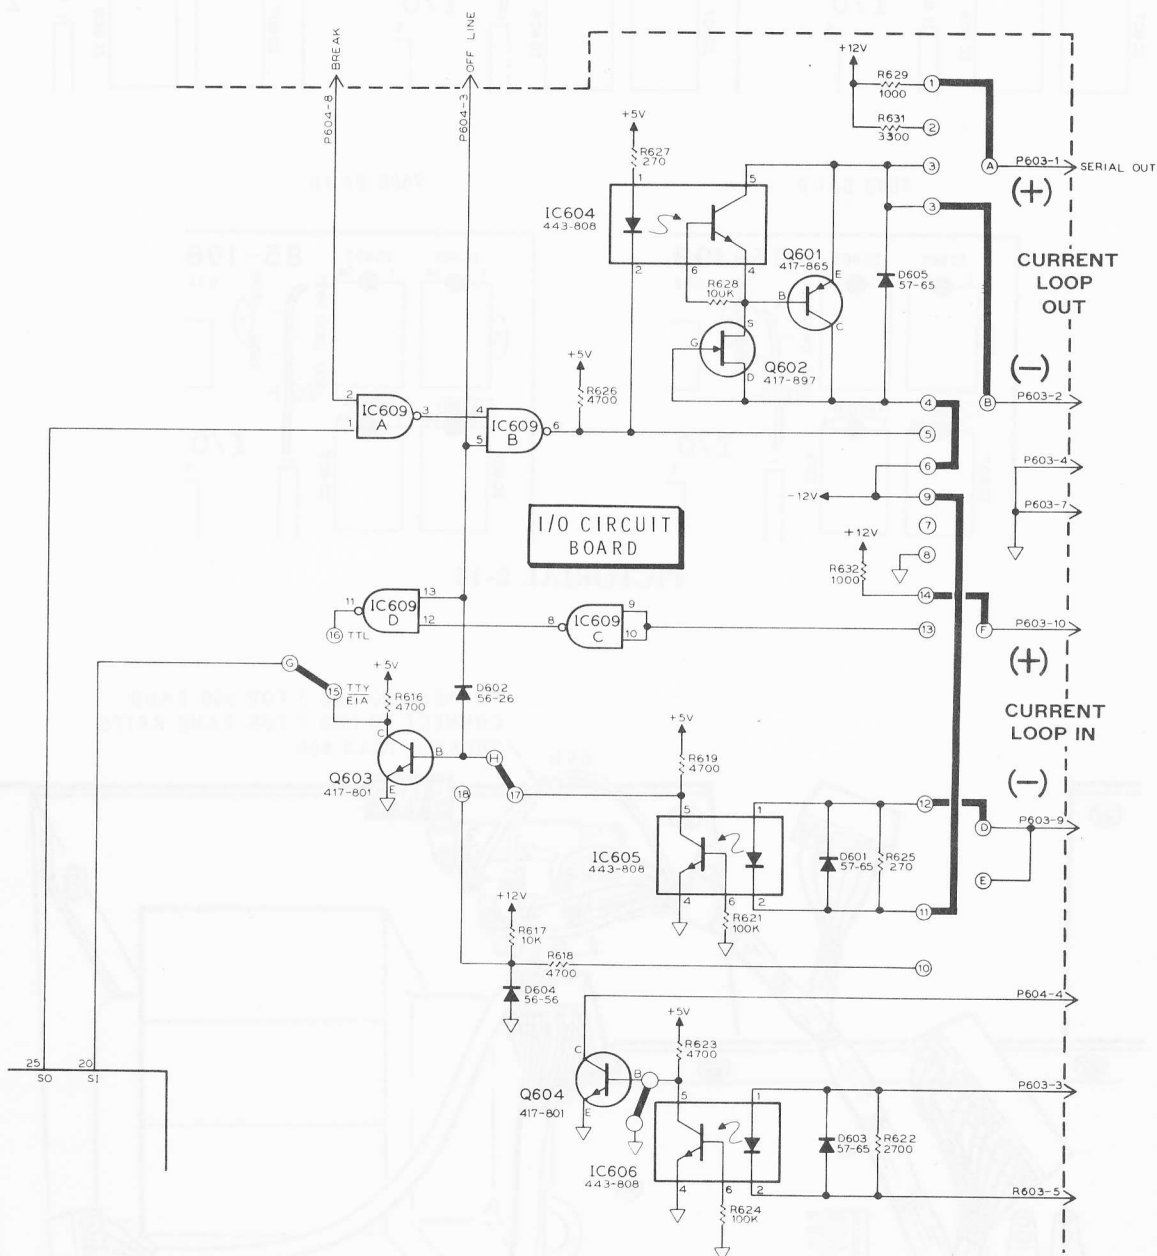 BREAK
OFF LINE
P604-8
P604-3
+12V
R629
1000
1
R631
3300
2
+5V
R627
270
1
5
3
A
P603-1
SERIAL OUT
(+)
IC604
443-808
3
Q601
417-865
CURRENT
LOOP
OUT
2
6
4
R628
100K
B
E
C
D605
57-65
S
G
D
Q602
417-897
+5V
R626
4700
(-)
2
IC609
A
3
1
4
IC609
B
6
5
4
B
P603-2
5
6
P603-4
-12V
9
P603-7
7
I/O CIRCUIT
BOARD
+12V
8
R632
1000
14
11
IC609
D
13
12
8
IC609
C
9
10
16
TTL
13
F
P603-10
(+)
G
15
TTY
EIA
+5V
R616
4700
D602
56-26
CURRENT
LOOP IN
C
B
E
Q603
417-801
H
17
18
+5V
R619
4700
(-)
5
1
12
D
P603-9
IC605
443-808
D601
57-65
R625
270
E
4
6
2
11
R621
100K
+12V
R617
10K
R618
4700
10
D604
56-56
P604-4
+5V
R623
4700
25
SO
20
SI
C
B
E
Q604
417-801
5
1
P603-3
IC606
443-808
D603
57-65
R622
2700
4
6
2
R603-5
R624
100K